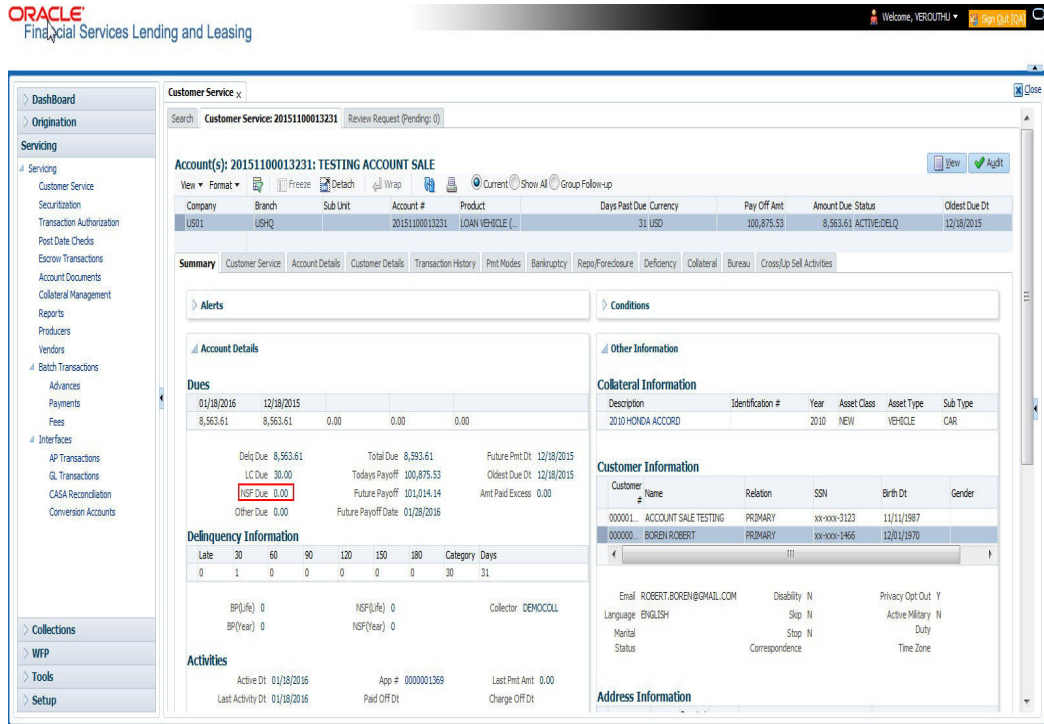 ORACLE'
Financial Services Lending and Leasing
Welcome, VEROUTHU
Sign Out [QA]
Close
DashBoard
Origination
Servicing
Servicing
Customer Service
Securitization
Transaction Authorization
Post Date Checks
Escrow Transactions
Account Documents
Collateral Management
Reports
Producers
Vendors
Batch Transactions
Advances
Payments
Fees
Interfaces
AP Transactions
GL Transactions
CASA Reconciliation
Conversion Accounts
Collections
WFP
Tools
Setup
Customer Service X
Search Customer Service: 20151100013231 Review Request (Pending: 0)
Account(s): 20151100013231: TESTING ACCOUNT SALE
View Audit
View Format Freeze Detach Wrap Current Show All Group Follow-up
Company Branch Sub Unit Account # Product Days Past Due Currency Pay Off Amt Amount Due Status Oldest Due Dt
US01 USHQ 20151100013231 LOAN VEHICLE (... 31 USD 100,875.53 8,563.61 ACTIVE:DELQ 12/18/2015
Summary Customer Service Account Details Customer Details Transaction History Pmt Modes Bankruptcy Repo/Foreclosure Deficiency Collateral Bureau Cross/Up Sell Activities
Alerts
Account Details
Dues
01/18/2016 12/18/2015
8,563.61 8,563.61 0.00 0.00 0.00
Delq Due 8,563.61 Total Due 8,593.61 Future Pmt Dt 12/18/2015
LC Due 30.00 Todays Payoff 100,875.53 Oldest Due Dt 12/18/2015
NSF Due 0.00 Future Payoff 101,014.14 Amt Paid Excess 0.00
Other Due 0.00 Future Payoff Date 01/28/2016
Delinquency Information
Late 30 60 90 120 150 180 Category Days
0 1 0 0 0 0 0 30 31
BP(Life) 0 NSF(Life) 0 Collector DEMOCOLL
BP(Year) 0 NSF(Year) 0
Activities
Active Dt 01/18/2016 App # 0000001369 Last Pmt Amt 0.00
Last Activity Dt 01/18/2016 Paid Off Dt Charge Off Dt
Conditions
Other Information
Collateral Information
Description Identification # Year Asset Class Asset Type Sub Type
2010 HONDA ACCORD 2010 NEW VEHICLE CAR
Customer Information
Customer # Name Relation SSN Birth Dt Gender
000001... ACCOUNT SALE TESTING PRIMARY xx-xxx-3123 11/11/1987
000000... BOREN ROBERT PRIMARY xx-xxx-1466 12/01/1970
Email ROBERT.BOREN@GMAIL.COM Disability N Privacy Opt Out Y
Language ENGLISH Skip N Active Military Duty N
Marital Status Stop Correspondence N Time Zone
Address Information